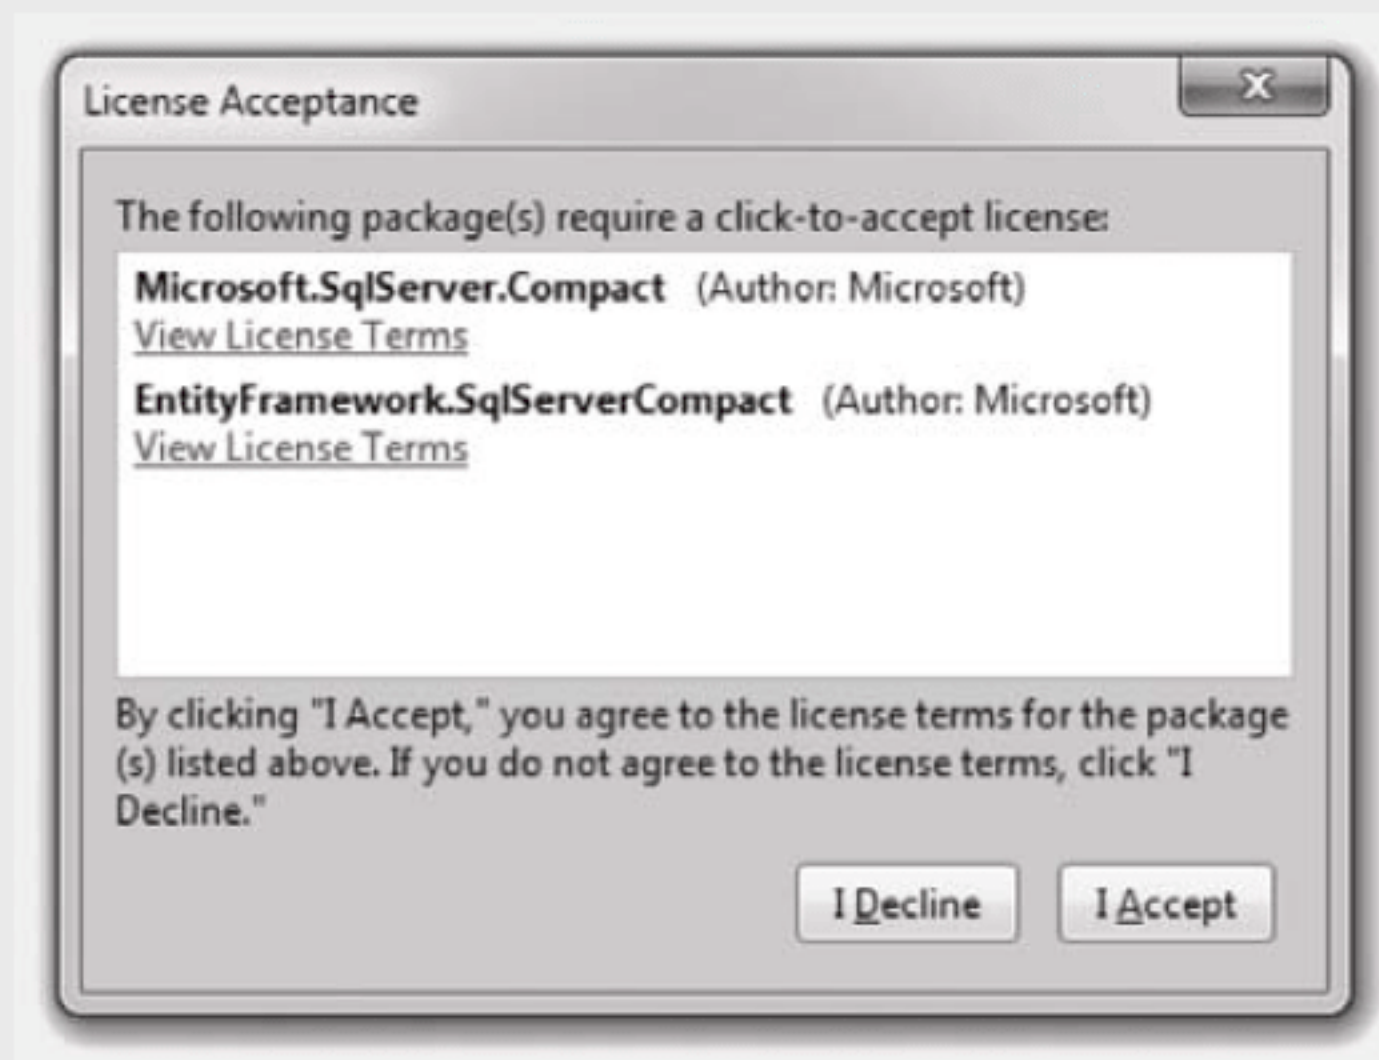 License Acceptance
The following package(s) require a click-to-accept license:
Microsoft.SqlServer.Compact (Author: Microsoft)
View License Terms
EntityFramework.SqlServerCompact (Author: Microsoft)
View License Terms
By clicking "I Accept," you agree to the license terms for the package
(s) listed above. If you do not agree to the license terms, click "I
Decline."
I Decline I Accept